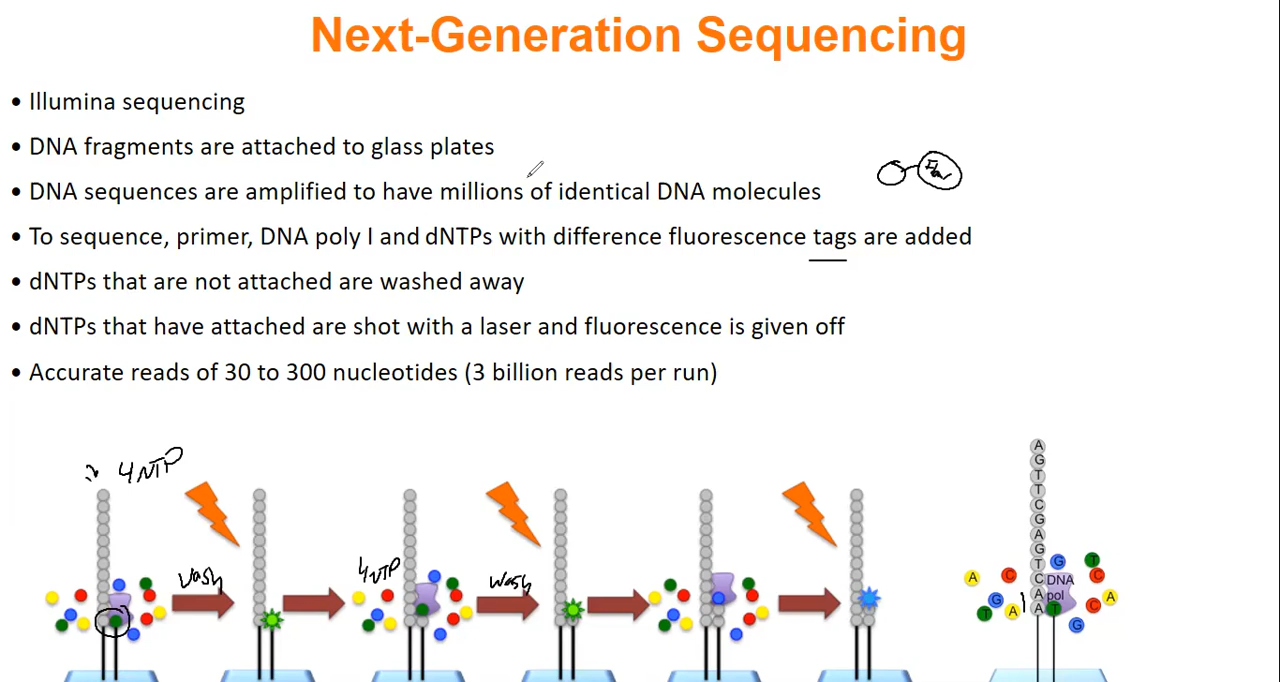 Next-Generation Sequencing
• Illumina sequencing
• DNA fragments are attached to glass plates
• DNA sequences are amplified to have millions of identical DNA molecules
• To sequence, primer, DNA poly I and dNTPs with difference fluorescence tags are added
• dNTPs that are not attached are washed away
• dNTPs that have attached are shot with a laser and fluorescence is given off
• Accurate reads of 30 to 300 nucleotides (3 billion reads per run)
4 NTP
Wash
4NTP
Wash
A
G
T
T
C
G
A
G
T
C
A
A
A
DNA
pol
T
G
T
A
C
C
G
A
A
C
T
G